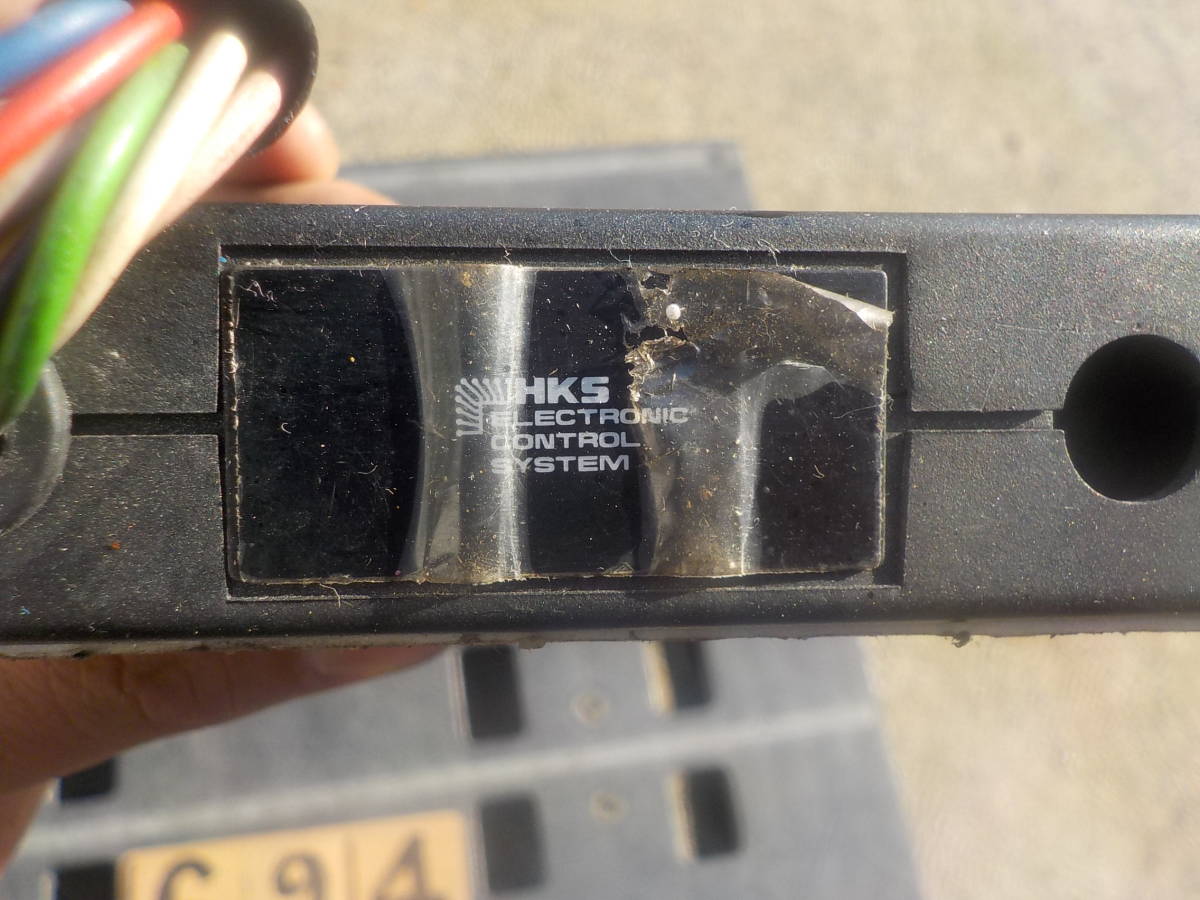 HKS
ELECTRONIC
CONTROL
SYSTEM
C94